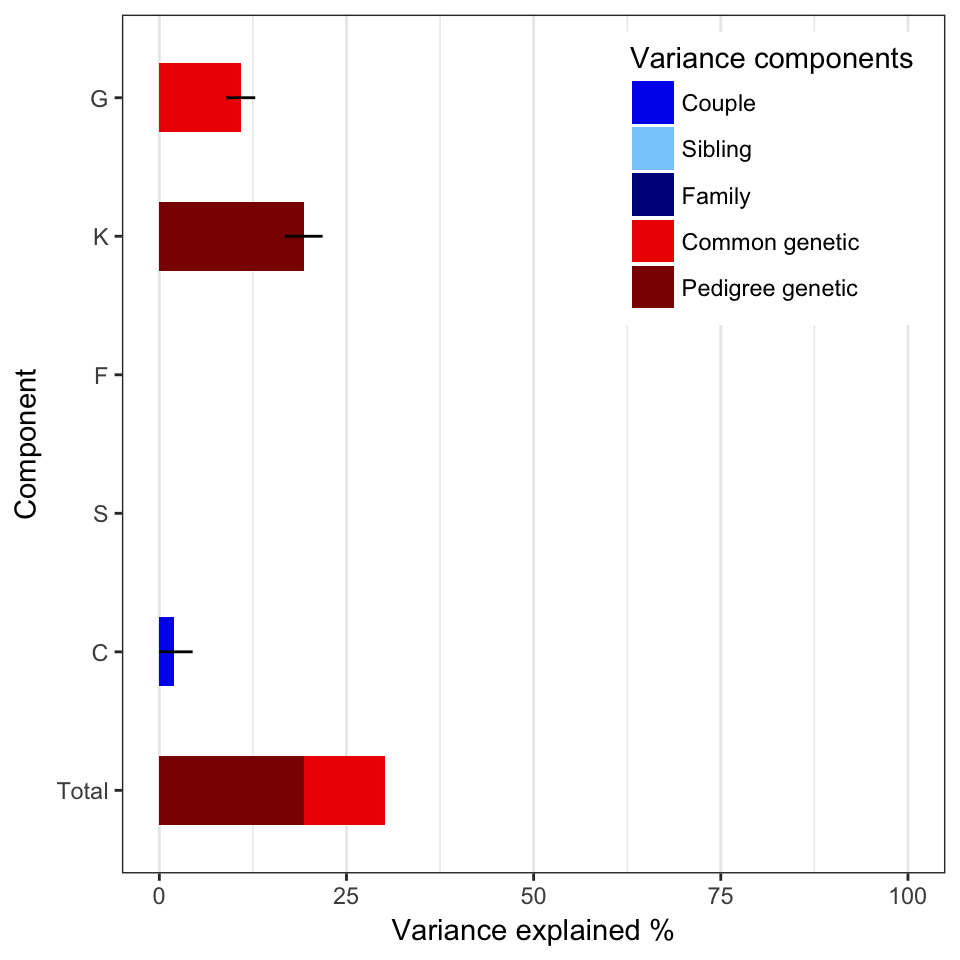 Variance components
Couple
Sibling
Family
Common genetic
Pedigree genetic
Component
G
K
F
S
C
Total
0 25 50 75 100
Variance explained %